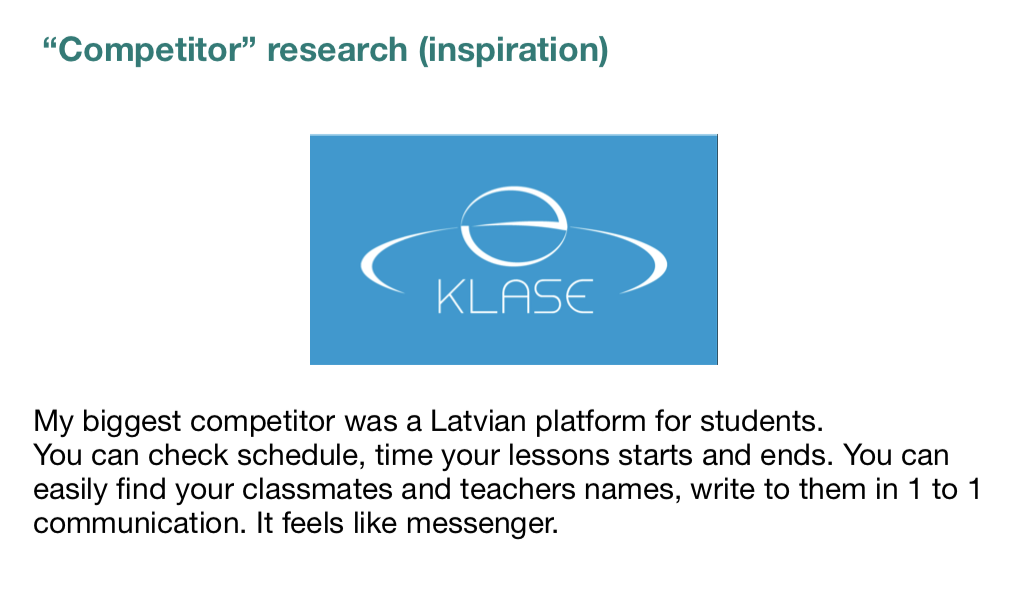 “Competitor” research (inspiration)
e
KLASE
My biggest competitor was a Latvian platform for students.
You can check schedule, time your lessons starts and ends. You can
easily find your classmates and teachers names, write to them in 1 to 1
communication. It feels like messenger.